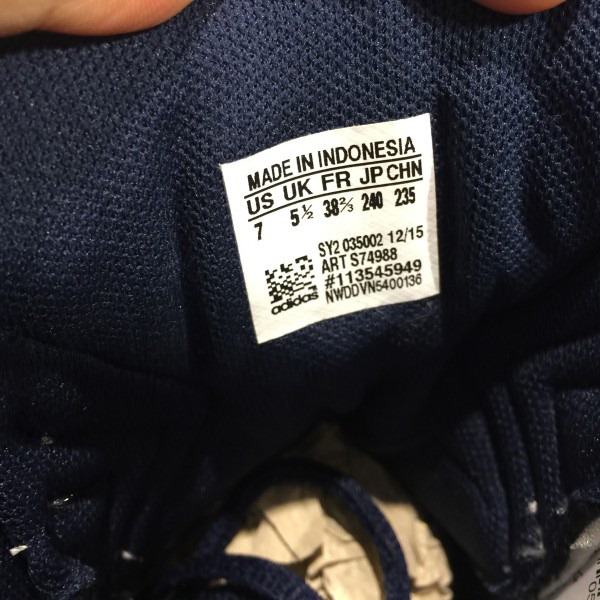 MADE IN INDONESIA
US UK FR JP CHN
7 5½ 38⅔ 240 235
SY2 035002 12/15
ART S74988
#113545949
NWDDVN5400136
adidas